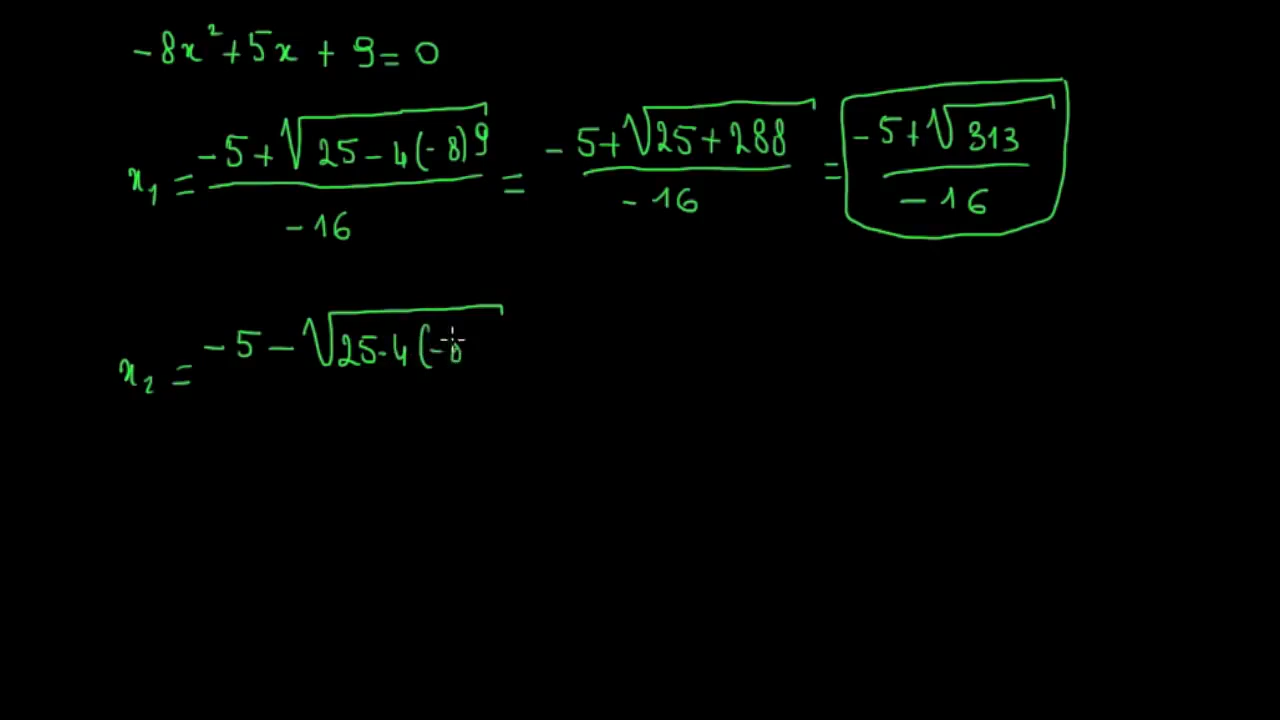 -8x²+5x + 9 = 0
x₁ = (-5+√(25-4(-8)9))/(-16) = (-5+√(25+288))/(-16) = (-5+√313)/(-16)
x₂ = -5-√(25-4(-8